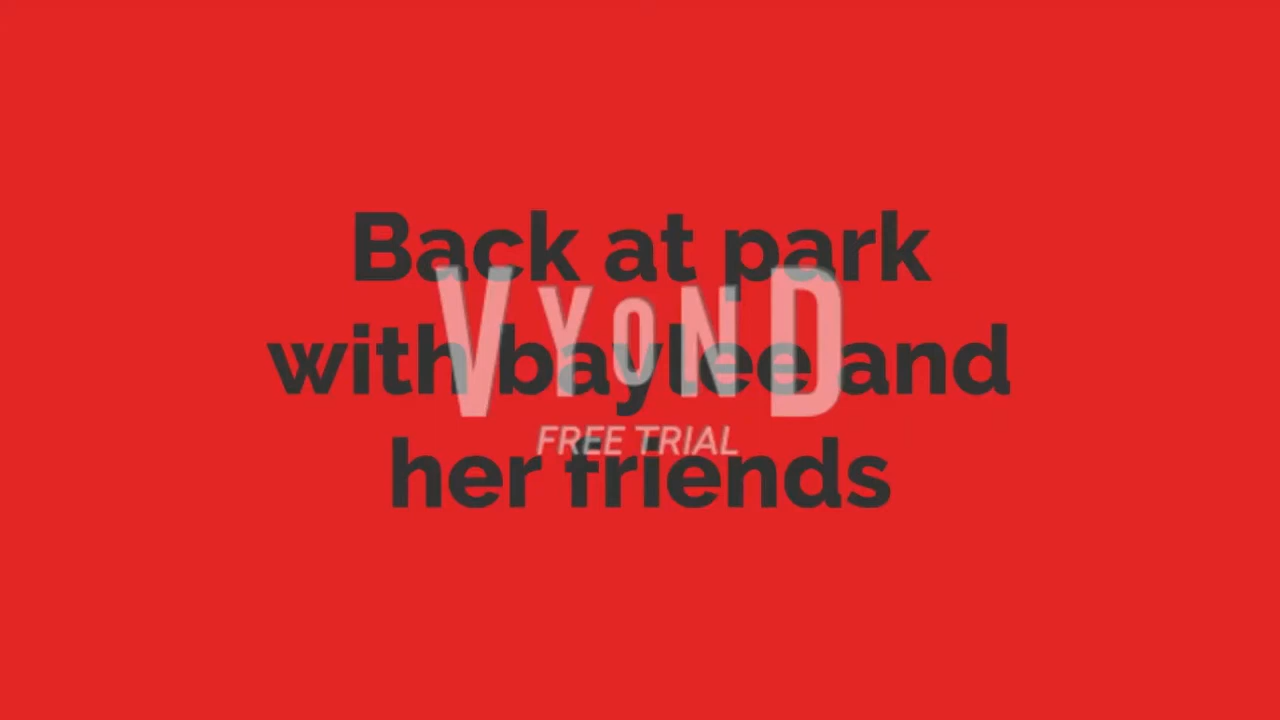 Back at park
VYOND
with baylee and
FREE TRIAL
her friends